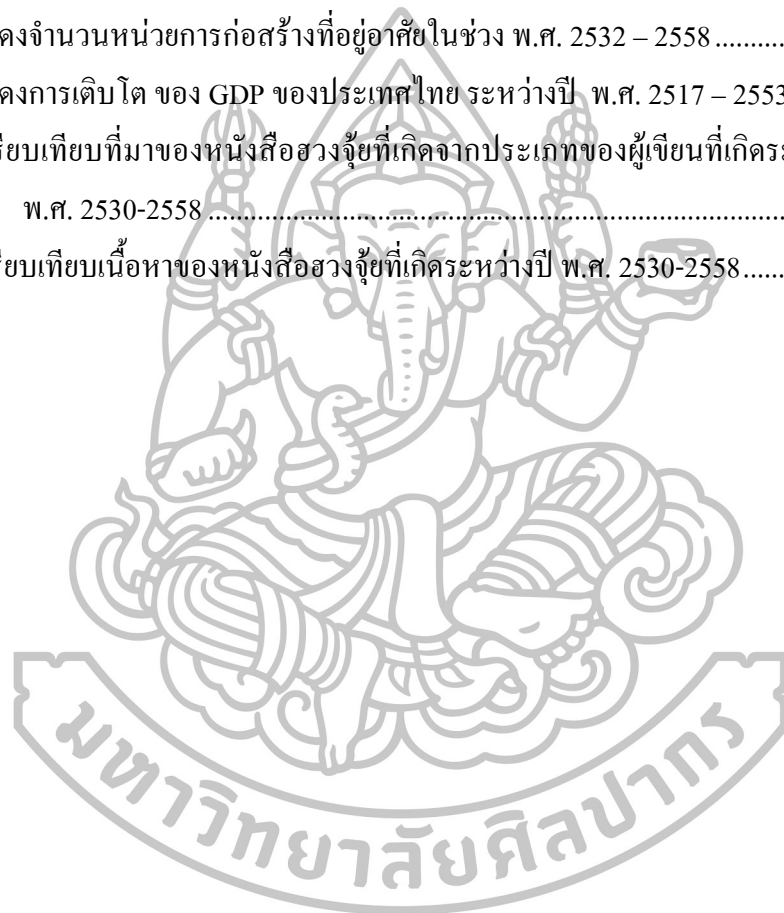 ดงจำนวนหน่วยการก่อสร้างที่อยู่อาศัยในช่วง พ.ศ. 2532 – 2558 ...........
ดงการเติบโต ของ GDP ของประเทศไทย ระหว่างปี พ.ศ. 2517 – 2553
รียบเทียบที่มาของหนังสือฮวงจุ้ยที่เกิดจากประเภทของผู้เขียนที่เกิดระ
พ.ศ. 2530-2558 ...........
รียบเทียบเนื้อหาของหนังสือฮวงจุ้ยที่เกิดระหว่างปี พ.ศ. 2530-2558 .......
มหาวิทยาลัยศิลปากร